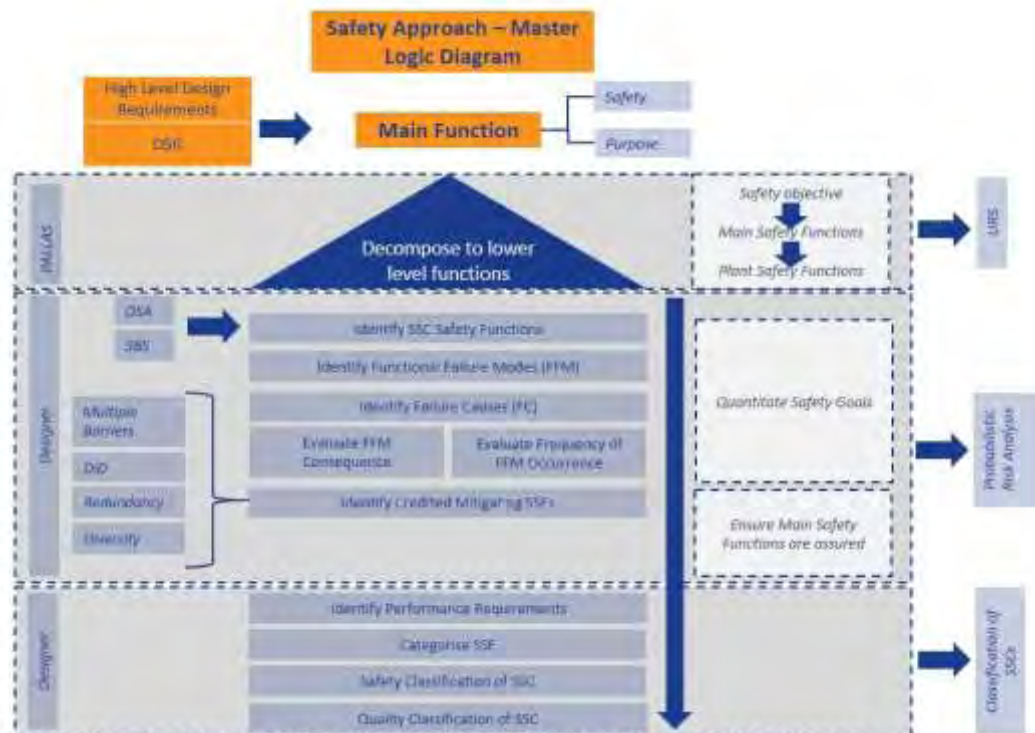 Safety Approach – Master
Logic Diagram
High Level Design
Requirements
DSR
Main Function
Safety
Purpose
PALLAS
Decompose to lower
level functions
Safety objective
Main Safety Functions
Plant Safety Functions
URS
Designer
DSA
SBS
Identify SSC Safety Functions
Identify Functional Failure Modes (FFM)
Identify Failure Causes (FC)
Evaluate FFM
Consequence
Evaluate Frequency of
FFM Occurrence
Identify Credited Mitigating SSFs
Multiple
Barriers
DiD
Redundancy
Diversity
Quantitate Safety Goals
Ensure Main Safety
Functions are assured
Probabilistic
Risk Analysis
Designer
Identify Performance Requirements
Categorise SSF
Safety Classification of SSC
Quality Classification of SSC
Classification of
SSCs